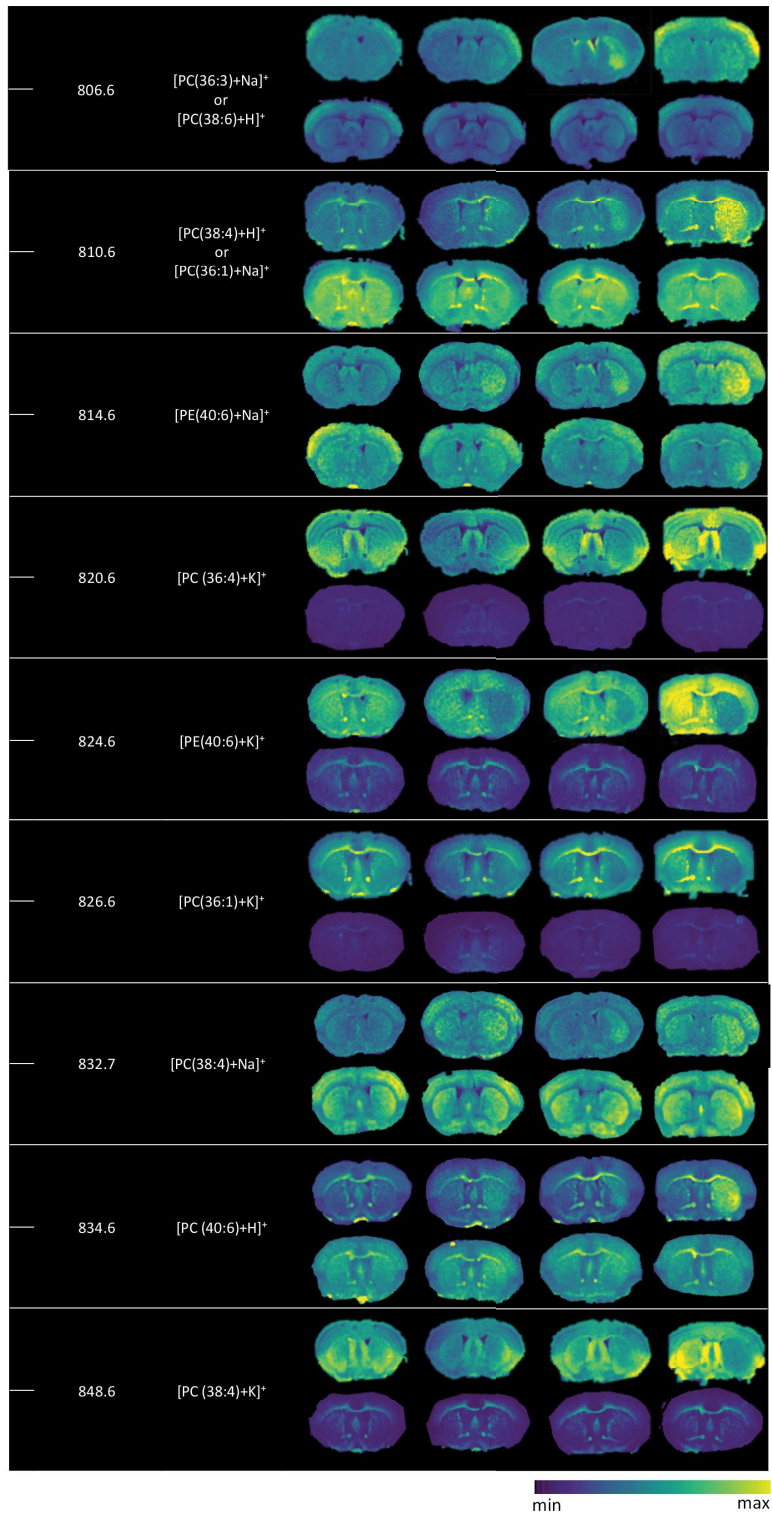 806.6
[PC(36:3)+Na]⁺
or
[PC(38:6)+H]⁺
810.6
[PC(38:4)+H]⁺
or
[PC(36:1)+Na]⁺
814.6
[PE(40:6)+Na]⁺
820.6
[PC (36:4)+K]⁺
824.6
[PE(40:6)+K]⁺
826.6
[PC(36:1)+K]⁺
832.7
[PC(38:4)+Na]⁺
834.6
[PC (40:6)+H]⁺
848.6
[PC (38:4)+K]⁺
min
max